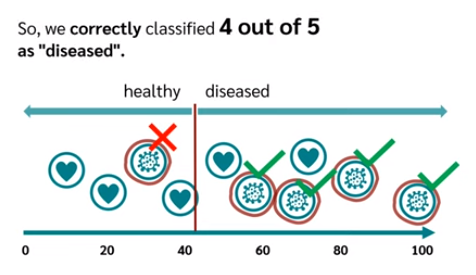 So, we correctly classified 4 out of 5
as "diseased".
healthy diseased
0 20 40 60 80 100